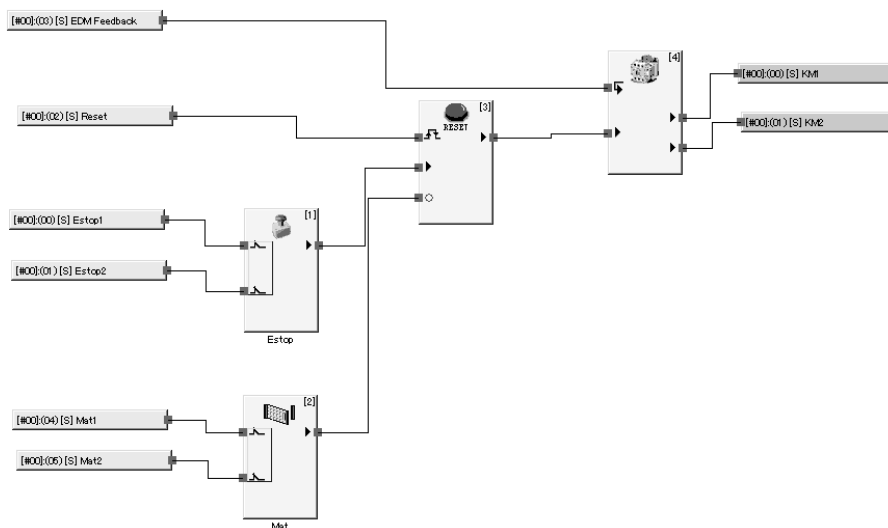 [#00]:(03) [S] EDM Feedback
[4]
[#00]:(00) [S] KM1
[#00]:(02) [S] Reset
[3]
RESET
[#00]:(01) [S] KM2
[#00]:(00) [S] Estop1
[1]
[#00]:(01) [S] Estop2
Estop
[2]
[#00]:(04) [S] Mat1
[#00]:(05) [S] Mat2
Mat